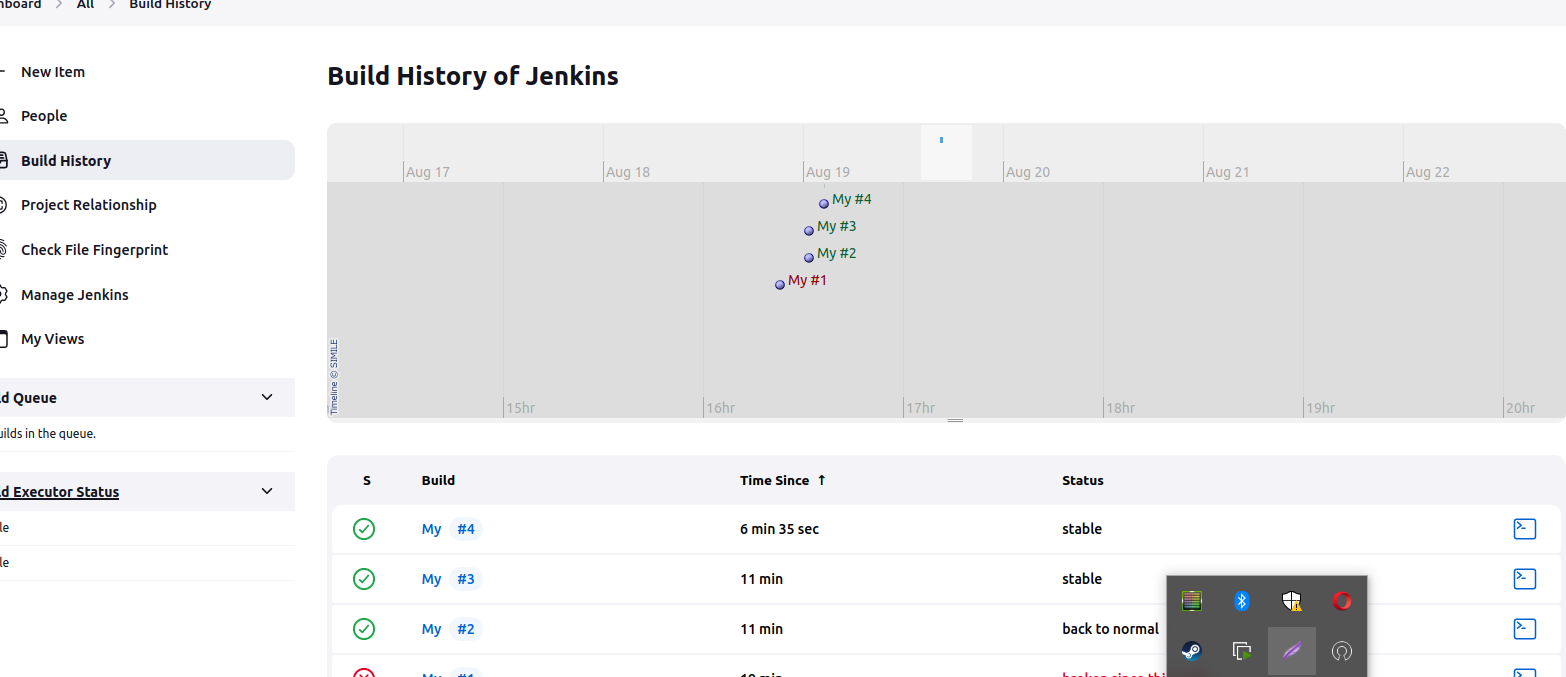 nboard > All > Build History
New Item
People
Build History
Project Relationship
Check File Fingerprint
Manage Jenkins
My Views
d Queue
uilds in the queue.
d Executor Status
le
le
Build History of Jenkins
Aug 17 Aug 18 Aug 19 Aug 20 Aug 21 Aug 22
My #4
My #3
My #2
My #1
Timeline © SIMILE
15hr 16hr 17hr 18hr 19hr 20hr
S Build Time Since ↑ Status
My #4 6 min 35 sec stable
My #3 11 min stable
My #2 11 min back to normal
My #1 min broken since